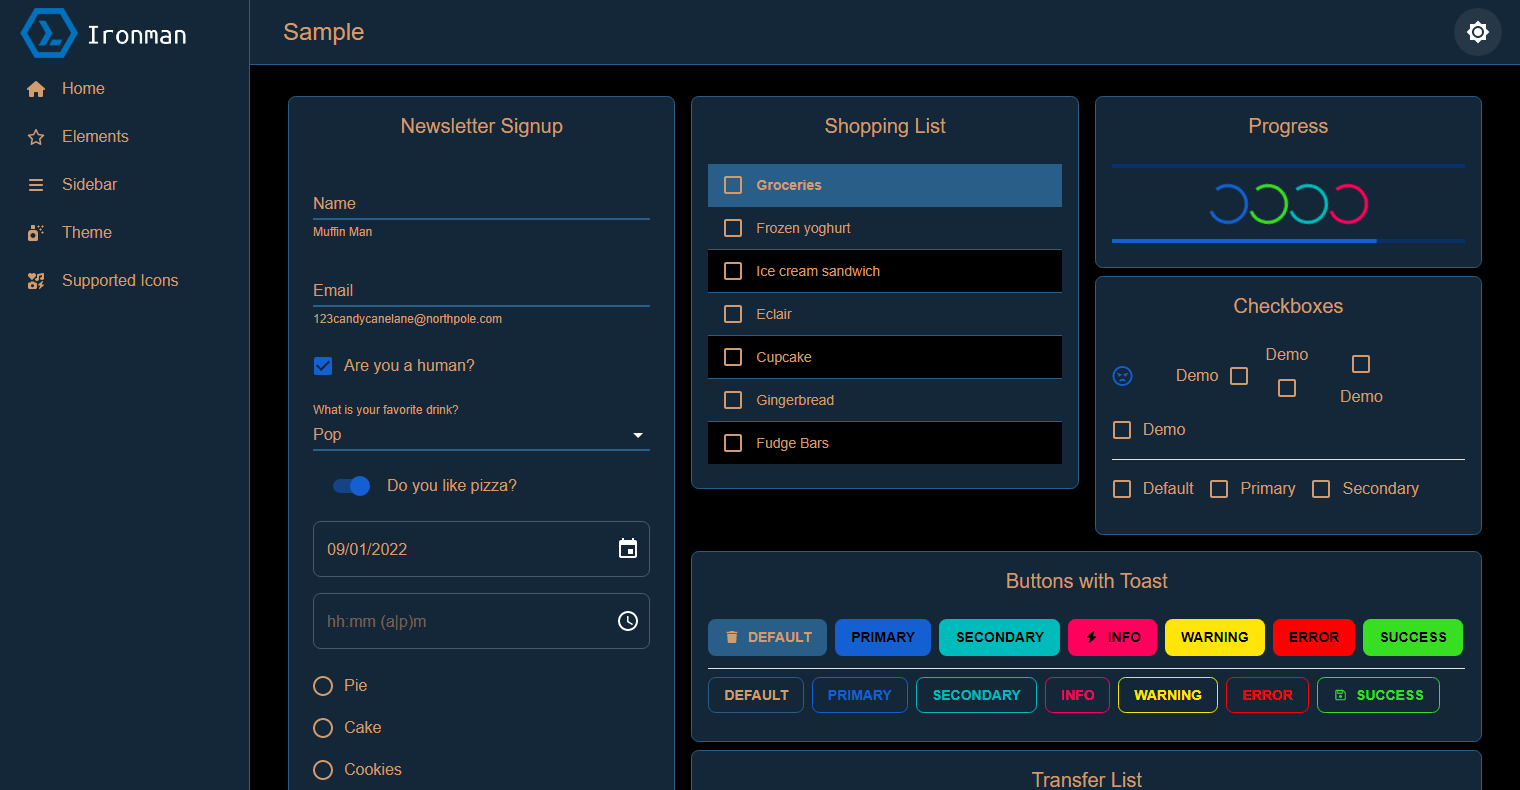 Ironman
Home
Elements
Sidebar
Theme
Supported Icons
Sample
Newsletter Signup
Name
Muffin Man
Email
123candycanelane@northpole.com
Are you a human?
What is your favorite drink?
Pop
Do you like pizza?
09/01/2022
hh:mm (a|p)m
Pie
Cake
Cookies
Shopping List
Groceries
Frozen yoghurt
Ice cream sandwich
Eclair
Cupcake
Gingerbread
Fudge Bars
Progress
Checkboxes
Demo
Demo
Demo
Demo
Default Primary Secondary
Buttons with Toast
DEFAULT PRIMARY SECONDARY INFO WARNING ERROR SUCCESS
DEFAULT PRIMARY SECONDARY INFO WARNING ERROR SUCCESS
Transfer List